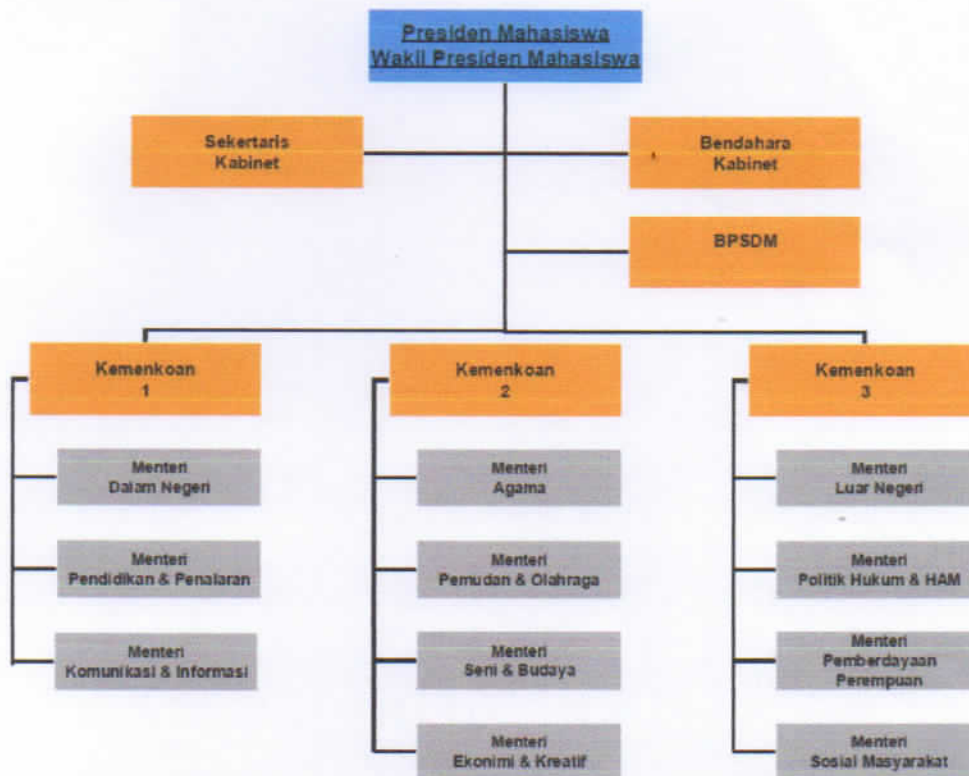 Presiden Mahasiswa
Wakil Presiden Mahasiswa
Sekertaris
Kabinet
Bendahara
Kabinet
BPSDM
Kemenkoan
1
Kemenkoan
2
Kemenkoan
3
Menteri
Dalam Negeri
Menteri
Agama
Menteri
Luar Negeri
Menteri
Pendidikan & Penalaran
Menteri
Pemudan & Olahraga
Menteri
Politik Hukum & HAM
Menteri
Komunikasi & Informasi
Menteri
Seni & Budaya
Menteri
Pemberdayaan
Perempuan
Menteri
Ekonimi & Kreatif
Menteri
Sosial Masyarakat